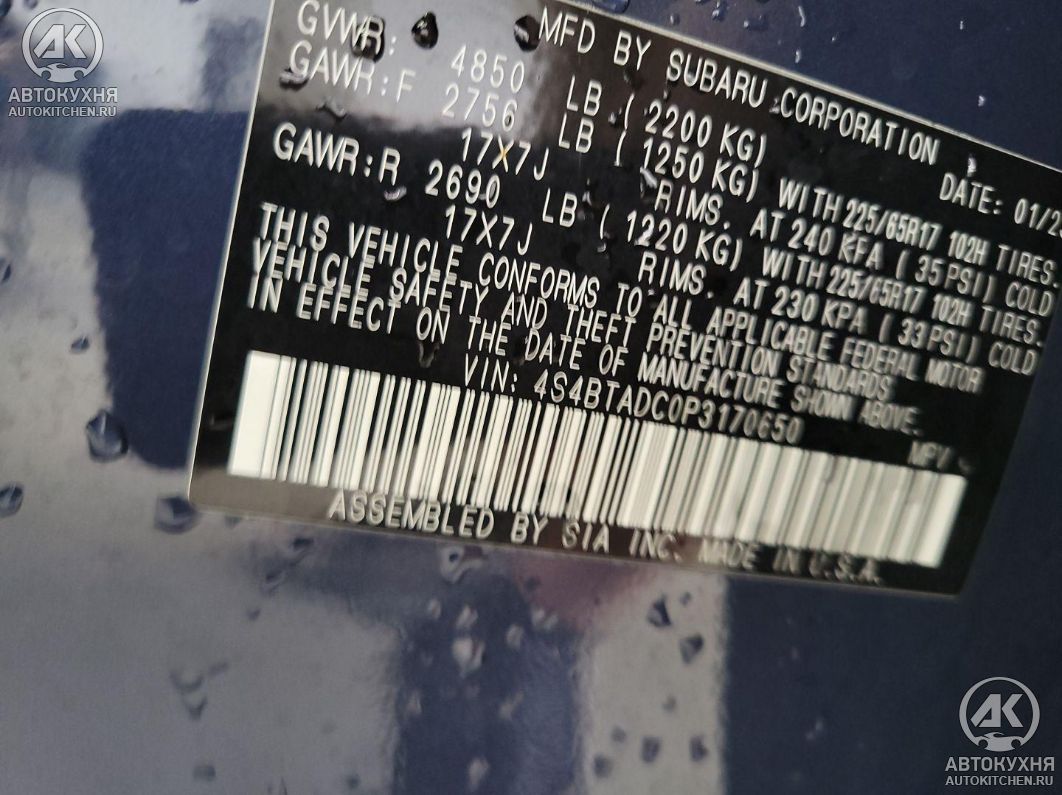 AK
АВТОКУХНЯ
AUTOKITCHEN.RU
MFD BY SUBARU CORPORATION DATE: 01/2
GVWR: 4850 LB ( 2200 KG)
GAWR:F 2756 LB ( 1250 KG) WITH 225/65R17 102H TIRES
17X7J RIMS. AT 240 KPA ( 35 PSI) COLD
GAWR:R 2690 LB ( 1220 KG) WITH 225/65R17 102H TIRES.
17X7J RIMS. AT 230 KPA ( 33 PSI) COLD
THIS VEHICLE CONFORMS TO ALL APPLICABLE FEDERAL MOTOR
VEHICLE SAFETY AND THEFT PREVENTION STANDARDS
IN EFFECT ON THE DATE OF MANUFACTURE SHOWN ABOVE.
VIN: 4S4BTADC0P3170650 MPV
ASSEMBLED BY SIA INC. MADE IN U.S.A.
AK
АВТОКУХНЯ
AUTOKITCHEN.RU